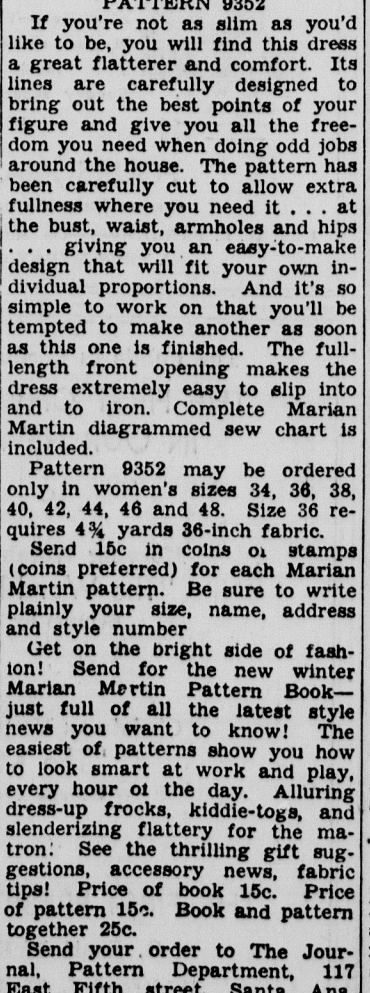 PATTERN 9352
If you're not as slim as you'd
like to be, you will find this dress
a great flatterer and comfort. Its
lines are carefully designed to
bring out the best points of your
figure and give you all the free-
dom you need when doing odd jobs
around the house. The pattern has
been carefully cut to allow extra
fullness where you need it . . . at
the bust, waist, armholes and hips
. . . giving you an easy-to-make
design that will fit your own in-
dividual proportions. And it's so
simple to work on that you'll be
tempted to make another as soon
as this one is finished. The full-
length front opening makes the
dress extremely easy to slip into
and to iron. Complete Marian
Martin diagrammed sew chart is
included.
Pattern 9352 may be ordered
only in women's sizes 34, 36, 38,
40, 42, 44, 46 and 48. Size 36 re-
quires 4¾ yards 36-inch fabric.
Send 15c in coins or stamps
(coins preferred) for each Marian
Martin pattern. Be sure to write
plainly your size, name, address
and style number
Get on the bright side of fash-
ion! Send for the new winter
Marian Martin Pattern Book—
just full of all the latest style
news you want to know! The
easiest of patterns show you how
to look smart at work and play,
every hour of the day. Alluring
dress-up frocks, kiddie-togs, and
slenderizing flattery for the ma-
tron! See the thrilling gift sug-
gestions, accessory news, fabric
tips! Price of book 15c. Price
of pattern 15c. Book and pattern
together 25c.
Send your order to The Jour-
nal, Pattern Department, 117
East Fifth street, Santa Ana